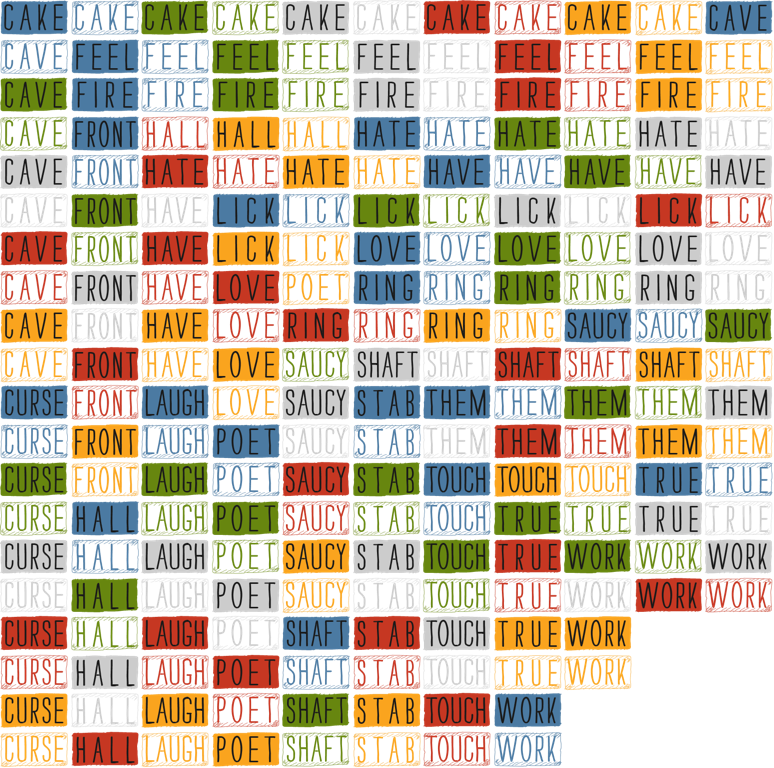 CAKE CAKE CAKE CAKE CAKE CAKE CAKE CAKE CAKE CAKE CAVE
CAVE FEEL FEEL FEEL FEEL FEEL FEEL FEEL FEEL FEEL FEEL
CAVE FIRE FIRE FIRE FIRE FIRE FIRE FIRE FIRE FIRE FIRE
CAVE FRONT HALL HALL HALL HATE HATE HATE HATE HATE HATE
CAVE FRONT HATE HATE HATE HATE HAVE HAVE HAVE HAVE HAVE
CAVE FRONT HAVE LICK LICK LICK LICK LICK LICK LICK LICK
CAVE FRONT HAVE LICK LICK LOVE LOVE LOVE LOVE LOVE LOVE
CAVE FRONT HAVE LOVE POET RING RING RING RING RING RING
CAVE FRONT HAVE LOVE RING RING RING RING SAUCY SAUCY SAUCY
CAVE FRONT HAVE LOVE SAUCY SHAFT SHAFT SHAFT SHAFT SHAFT SHAFT
CURSE FRONT LAUGH LOVE SAUCY STAB THEM THEM THEM THEM THEM
CURSE FRONT LAUGH POET SAUCY STAB THEM THEM THEM THEM THEM
CURSE FRONT LAUGH POET SAUCY STAB TOUCH TOUCH TOUCH TRUE TRUE
CURSE HALL LAUGH POET SAUCY STAB TOUCH TRUE TRUE TRUE TRUE
CURSE HALL LAUGH POET SAUCY STAB TOUCH TRUE WORK WORK WORK
CURSE HALL LAUGH POET SAUCY STAB TOUCH TRUE WORK WORK WORK
CURSE HALL LAUGH POET SHAFT STAB TOUCH TRUE WORK
CURSE HALL LAUGH POET SHAFT STAB TOUCH TRUE WORK
CURSE HALL LAUGH POET SHAFT STAB TOUCH WORK
CURSE HALL LAUGH POET SHAFT STAB TOUCH WORK